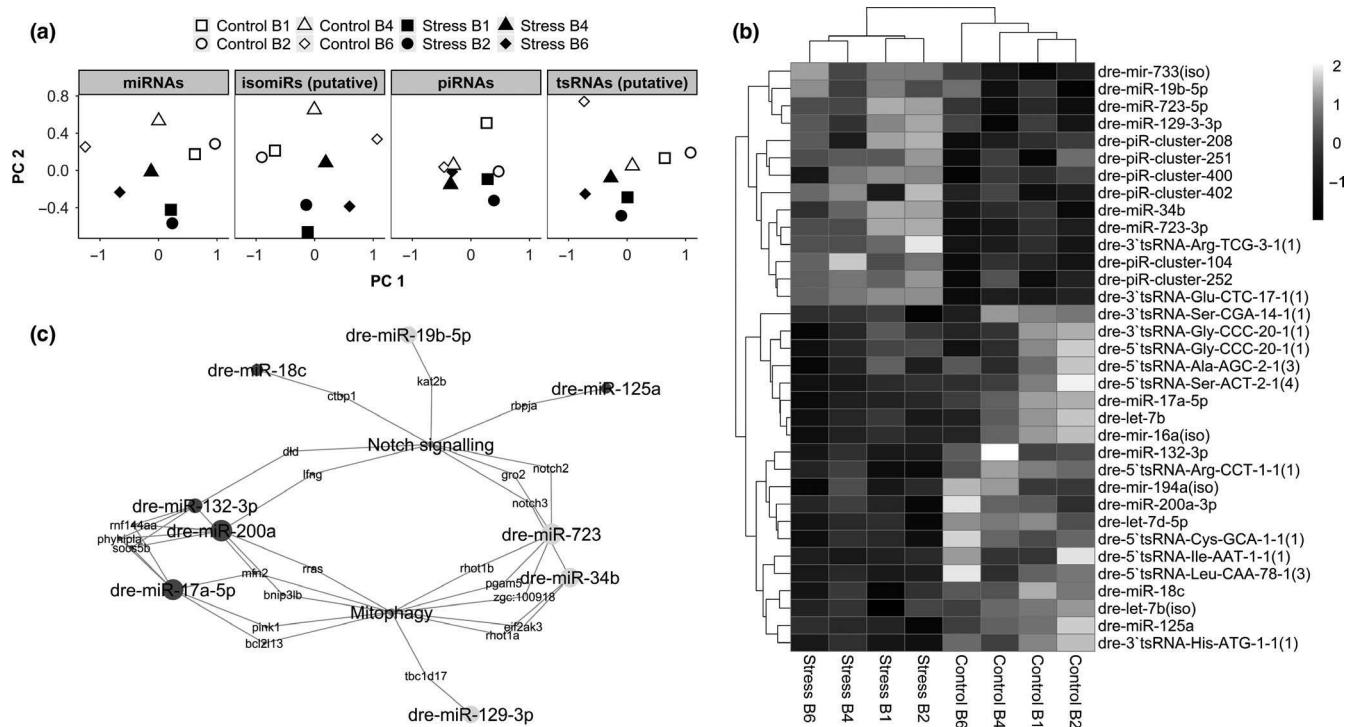 (a)
Control B1 Control B4 Stress B1 Stress B4
Control B2 Control B6 Stress B2 Stress B6
miRNAs isomiRs (putative) piRNAs tsRNAs (putative)
0.8
0.4
0.0
−0.4
PC 2
−1 0 1 −1 0 1 −1 0 1 −1 0 1
PC 1
(b)
dre-mir-733(iso)
dre-miR-19b-5p
dre-miR-723-5p
dre-miR-129-3-3p
dre-piR-cluster-208
dre-piR-cluster-251
dre-piR-cluster-400
dre-piR-cluster-402
dre-miR-34b
dre-miR-723-3p
dre-3`tsRNA-Arg-TCG-3-1(1)
dre-piR-cluster-104
dre-piR-cluster-252
dre-3`tsRNA-Glu-CTC-17-1(1)
dre-3`tsRNA-Ser-CGA-14-1(1)
dre-3`tsRNA-Gly-CCC-20-1(1)
dre-5`tsRNA-Gly-CCC-20-1(1)
dre-5`tsRNA-Ala-AGC-2-1(3)
dre-5`tsRNA-Ser-ACT-2-1(4)
dre-miR-17a-5p
dre-let-7b
dre-mir-16a(iso)
dre-miR-132-3p
dre-5`tsRNA-Arg-CCT-1-1(1)
dre-mir-194a(iso)
dre-miR-200a-3p
dre-let-7d-5p
dre-5`tsRNA-Cys-GCA-1-1(1)
dre-5`tsRNA-Ile-AAT-1-1(1)
dre-5`tsRNA-Leu-CAA-78-1(3)
dre-miR-18c
dre-let-7b(iso)
dre-miR-125a
dre-3`tsRNA-His-ATG-1-1(1)
2
1
0
−1
Stress B6
Stress B4
Stress B1
Stress B2
Control B6
Control B4
Control B1
Control B2
(c)
dre-miR-19b-5p
dre-miR-18c
kat2b
dre-miR-125a
ctbp1
rbpja
Notch signalling
dld
lfng
gro2
notch2
notch3
dre-miR-132-3p
rnf144aa
dre-miR-200a
phyhipla
socs5b
dre-miR-723
rras
rhot1b
mfn2
pgam5
dre-miR-34b
dre-miR-17a-5p
bnip3lb
zgc:100918
Mitophagy
pink1
eif2ak3
rhot1a
bcl2l13
tbc1d17
dre-miR-129-3p